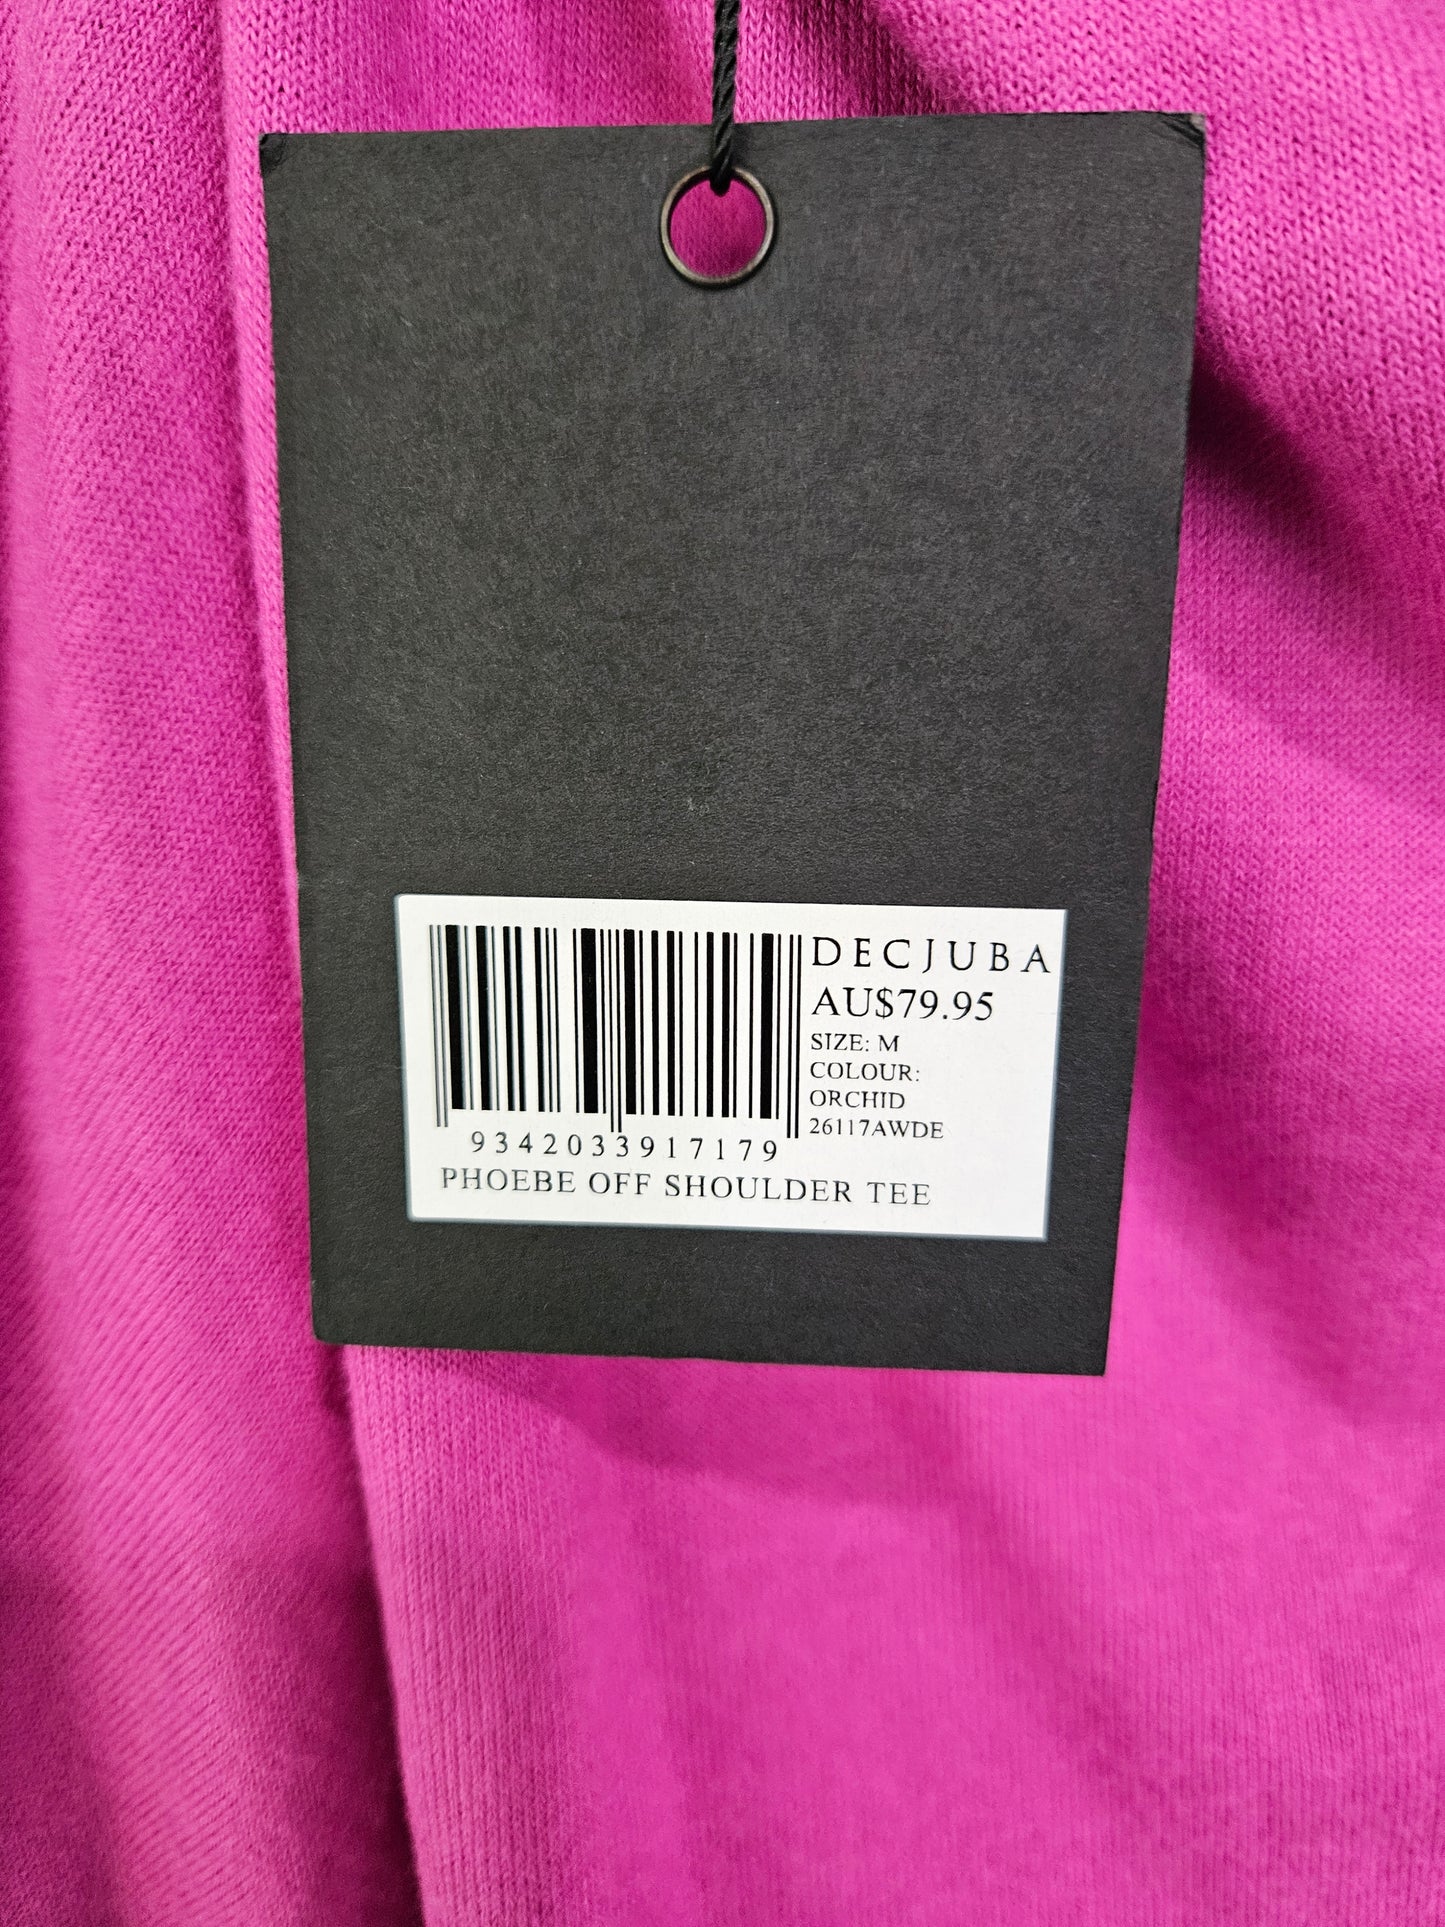 DECJUBA
AU$79.95
SIZE: M
COLOUR:
ORCHID
26117AWDE
9342033917179
PHOEBE OFF SHOULDER TEE